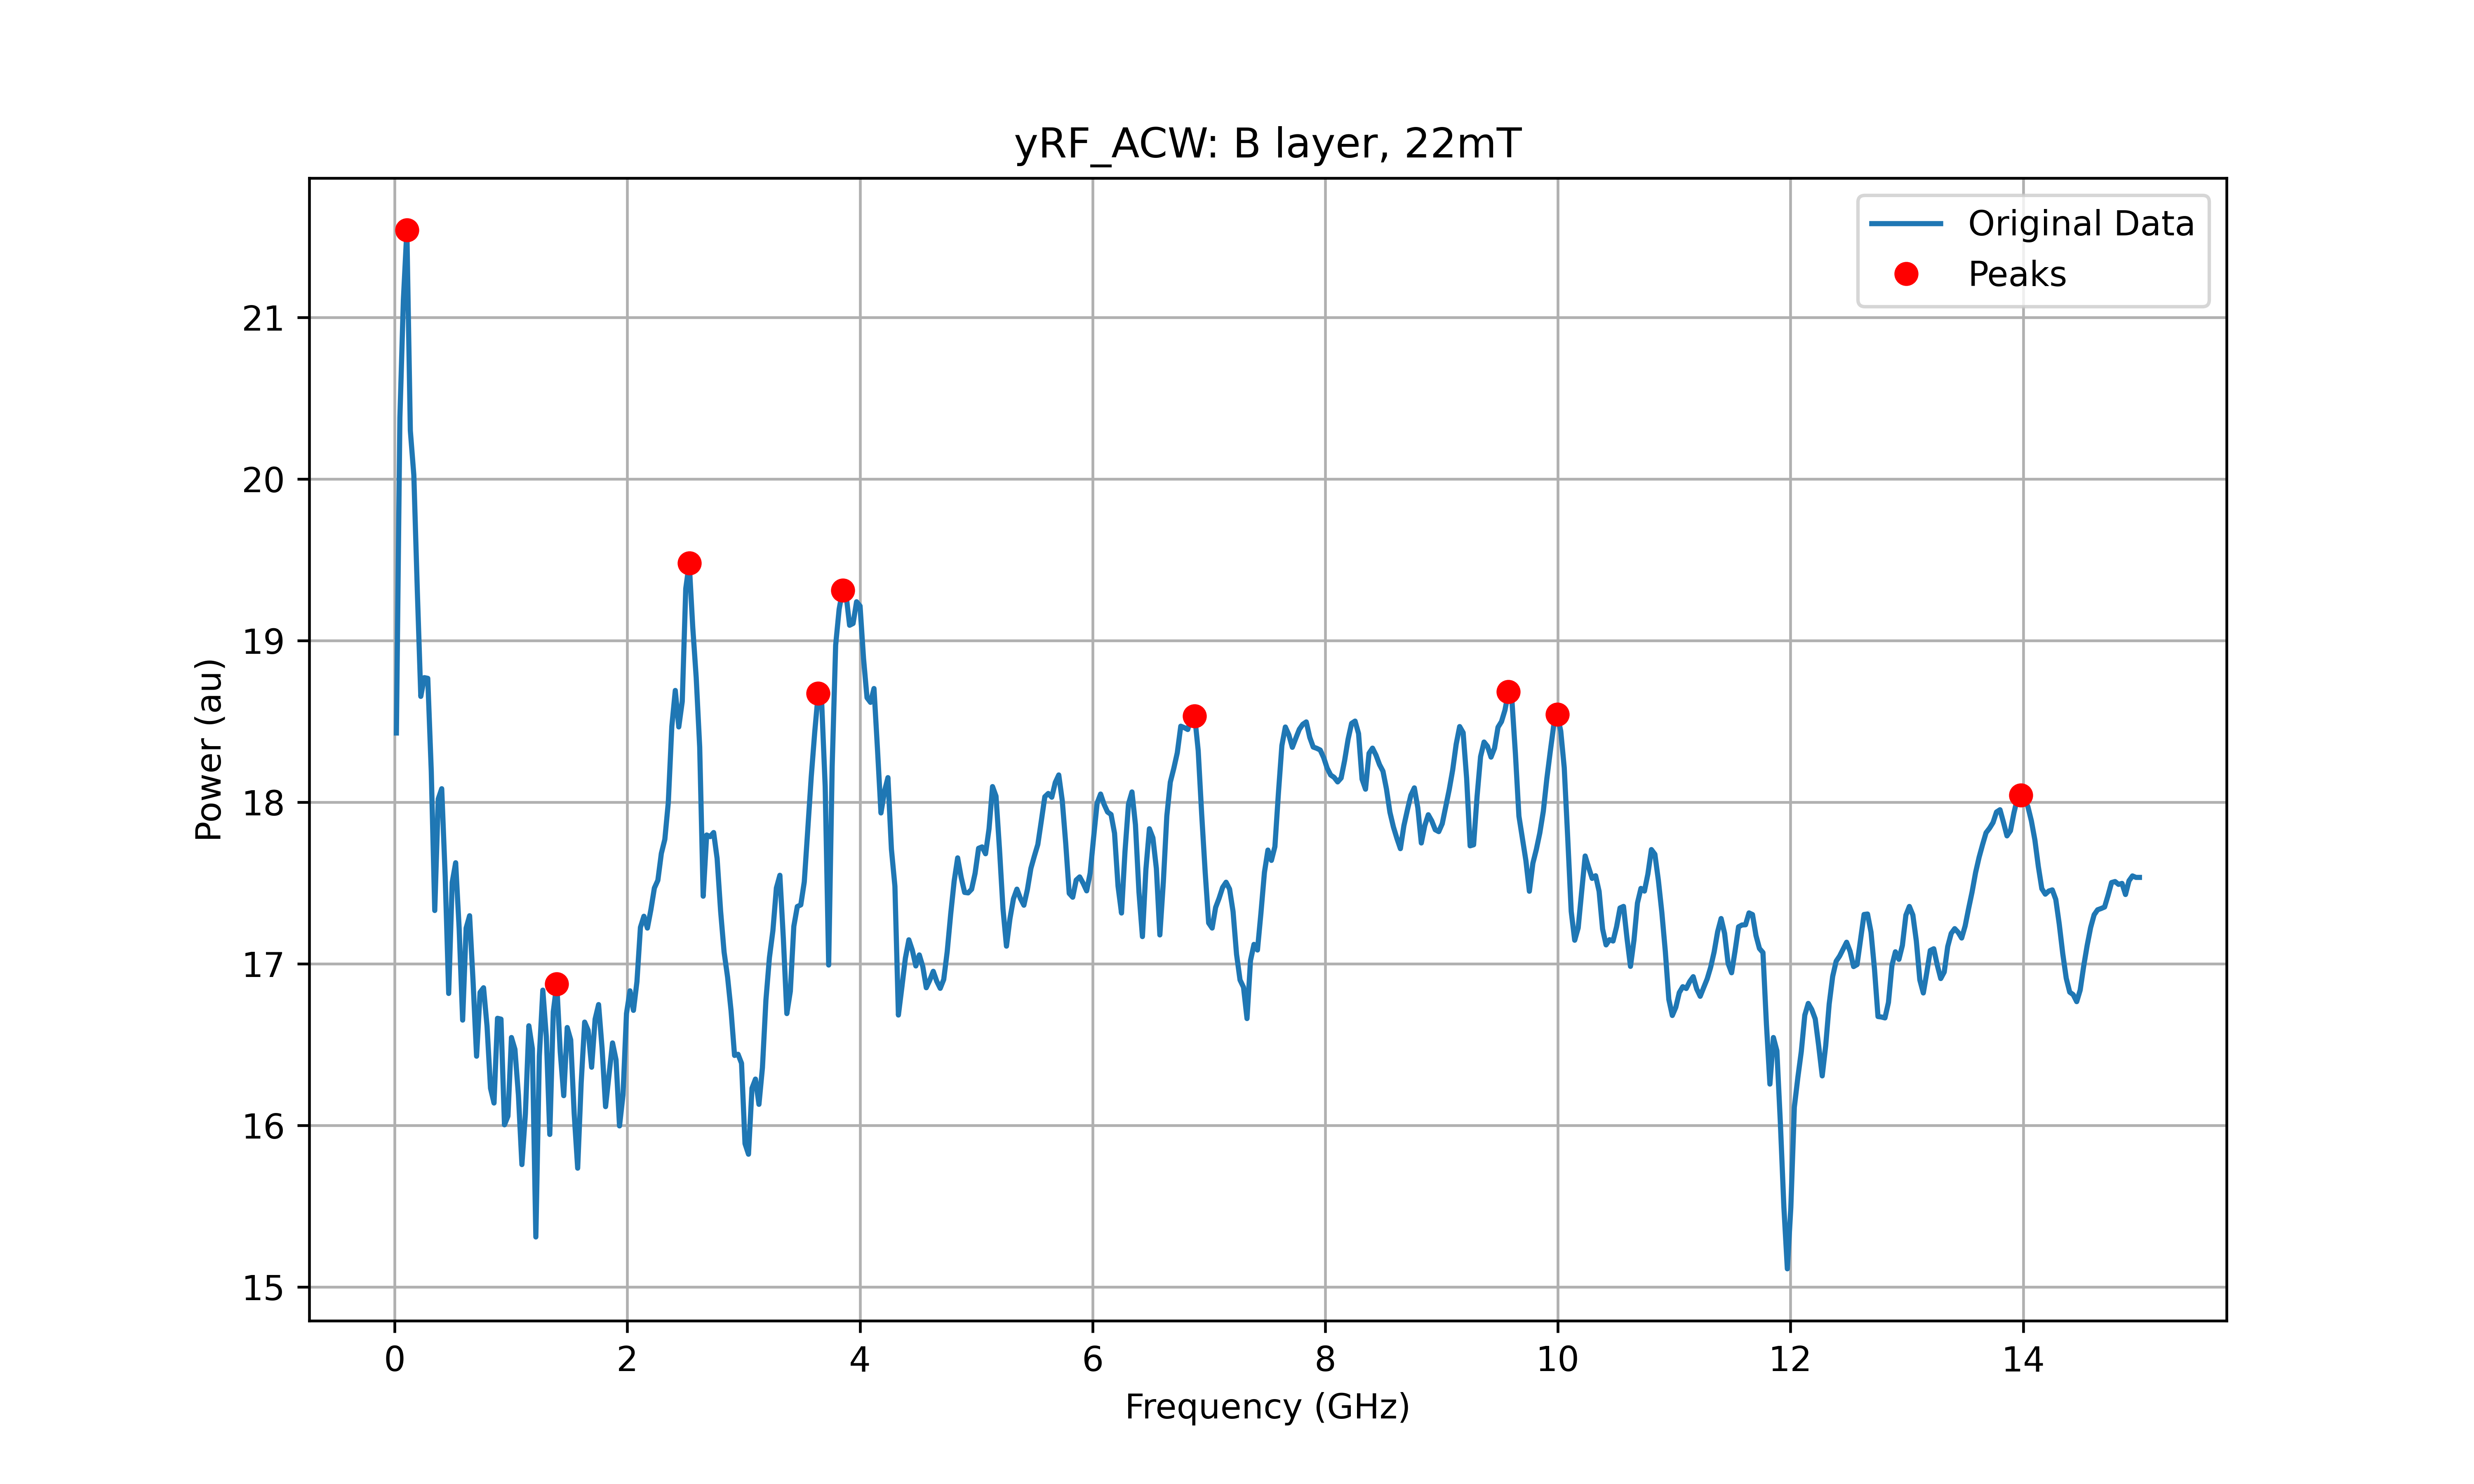 yRF_ACW: B layer, 22mT
Original Data
Peaks
21
20
19
18
17
16
15
Power (au)
0 2 4 6 8 10 12 14
Frequency (GHz)